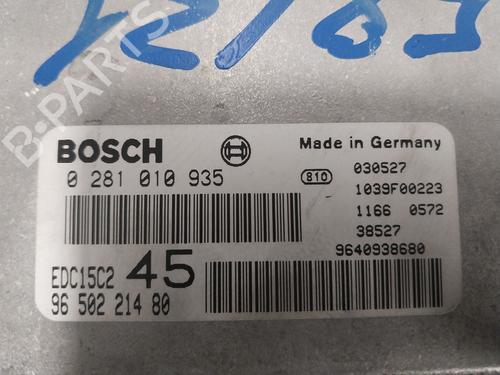 B-PARTS
BOSCH
Made in Germany
0 281 010 935
810
030527
1039F00223
1166 0572
38527
9640938680
EDC15C2
45
96 502 214 80